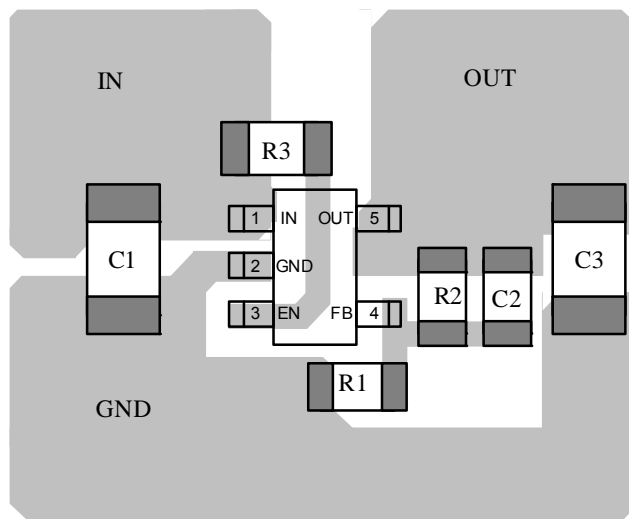 IN
OUT
R3
1 IN OUT 5
C1
2 GND
C3
R2
C2
3 EN FB 4
R1
GND